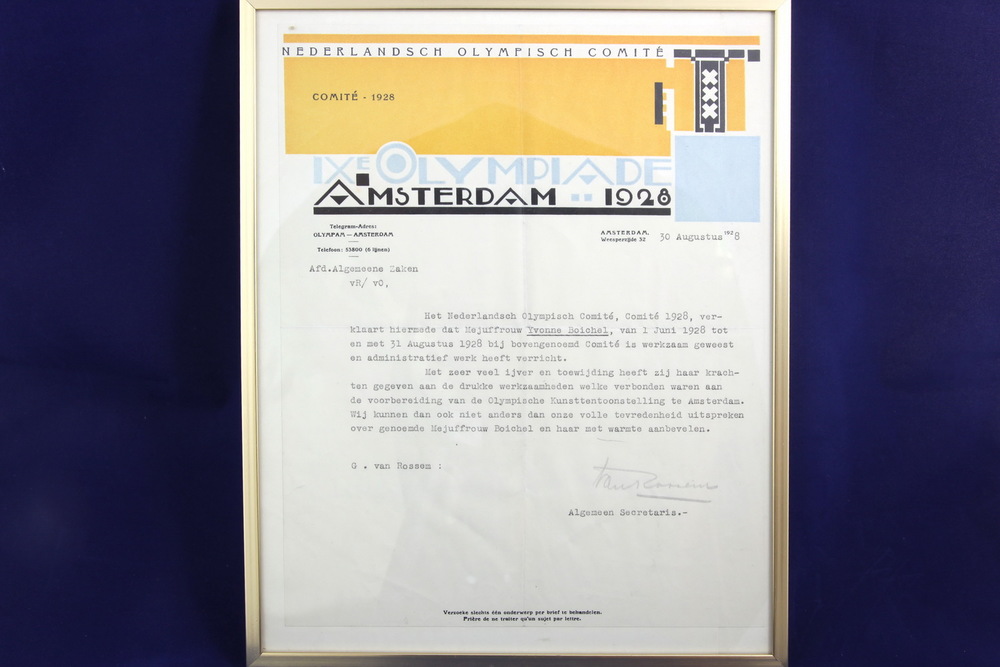 NEDERLANDSCH OLYMPISCH COMITÉ
COMITÉ - 1928
IXE OLYMPIADE
AMSTERDAM 1928
Telegram-Adres:
OLYMPAM — AMSTERDAM
Telefoon: 53800 (6 lijnen)
AMSTERDAM,
Weesperzijde 32
30 Augustus 1928
Afd.Algemeene Zaken
vR/ vO,
Het Nederlandsch Olympisch Comité, Comité 1928, ver-
klaart hiermede dat Mejuffrouw Yvonne Boichel, van 1 Juni 1928 tot
en met 31 Augustus 1928 bij bovengenoemd Comité is werkzaam geweest
en administratief werk heeft verricht.
Met zeer veel ijver en toewijding heeft zij haar krach-
ten gegeven aan de drukke werkzaamheden welke verbonden waren aan
de voorbereiding van de Olympische Kunsttentoonstelling te Amsterdam.
Wij kunnen dan ook niet anders dan onze volle tevredenheid uitspreken
over genoemde Mejuffrouw Boichel en haar met warmte aanbevelen.
G . van Rossem :
van Rossem
Algemeen Secretaris.-
Verzoeke slechts één onderwerp per brief te behandelen.
Prière de ne traiter qu'un sujet par lettre.